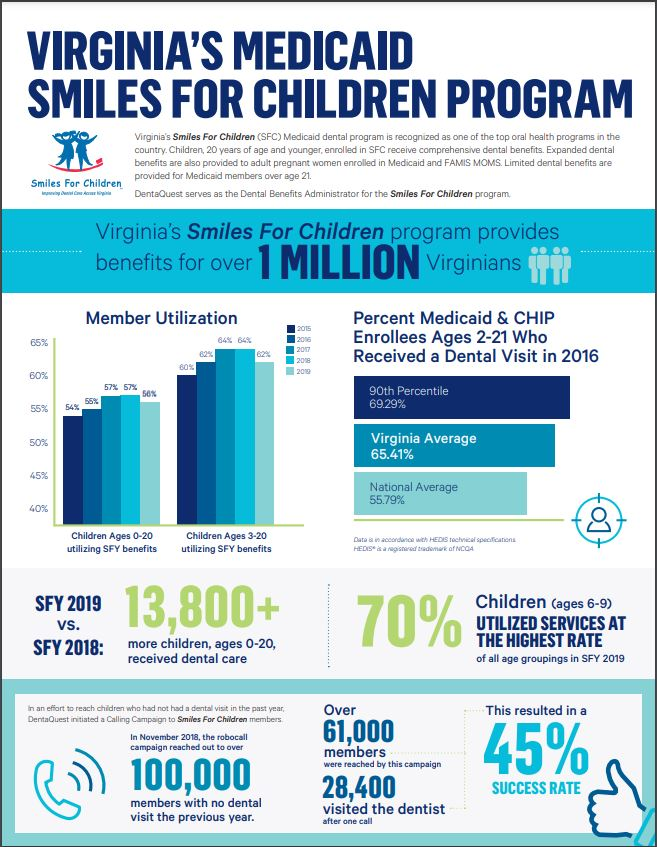 VIRGINIA'S MEDICAID
SMILES FOR CHILDREN PROGRAM
Smiles For Children
Improving Dental Care Across Virginia
Virginia's Smiles For Children (SFC) Medicaid dental program is recognized as one of the top oral health programs in the
country. Children, 20 years of age and younger, enrolled in SFC receive comprehensive dental benefits. Expanded dental
benefits are also provided to adult pregnant women enrolled in Medicaid and FAMIS MOMS. Limited dental benefits are
provided for Medicaid members over age 21.
DentaQuest serves as the Dental Benefits Administrator for the Smiles For Children program.
Virginia's Smiles For Children program provides
benefits for over 1 MILLION Virginians
Member Utilization
2015
2016
2017
2018
2019
65%
60%
55%
50%
45%
40%
54%
55%
57%
57%
56%
60%
62%
64%
64%
62%
Children Ages 0-20
utilizing SFY benefits
Children Ages 3-20
utilizing SFY benefits
Percent Medicaid & CHIP
Enrollees Ages 2-21 Who
Received a Dental Visit in 2016
90th Percentile
69.29%
Virginia Average
65.41%
National Average
55.79%
Data is in accordance with HEDIS technical specifications.
HEDIS® is a registered trademark of NCQA
SFY 2019
vs.
SFY 2018:
13,800+
more children, ages 0-20,
received dental care
70%
Children (ages 6-9)
UTILIZED SERVICES AT
THE HIGHEST RATE
of all age groupings in SFY 2019
In an effort to reach children who had not had a dental visit in the past year,
DentaQuest initiated a Calling Campaign to Smiles For Children members.
In November 2018, the robocall
campaign reached out to over
100,000
members with no dental
visit the previous year.
Over
61,000
members
were reached by this campaign
28,400
visited the dentist
after one call
This resulted in a
45%
SUCCESS RATE